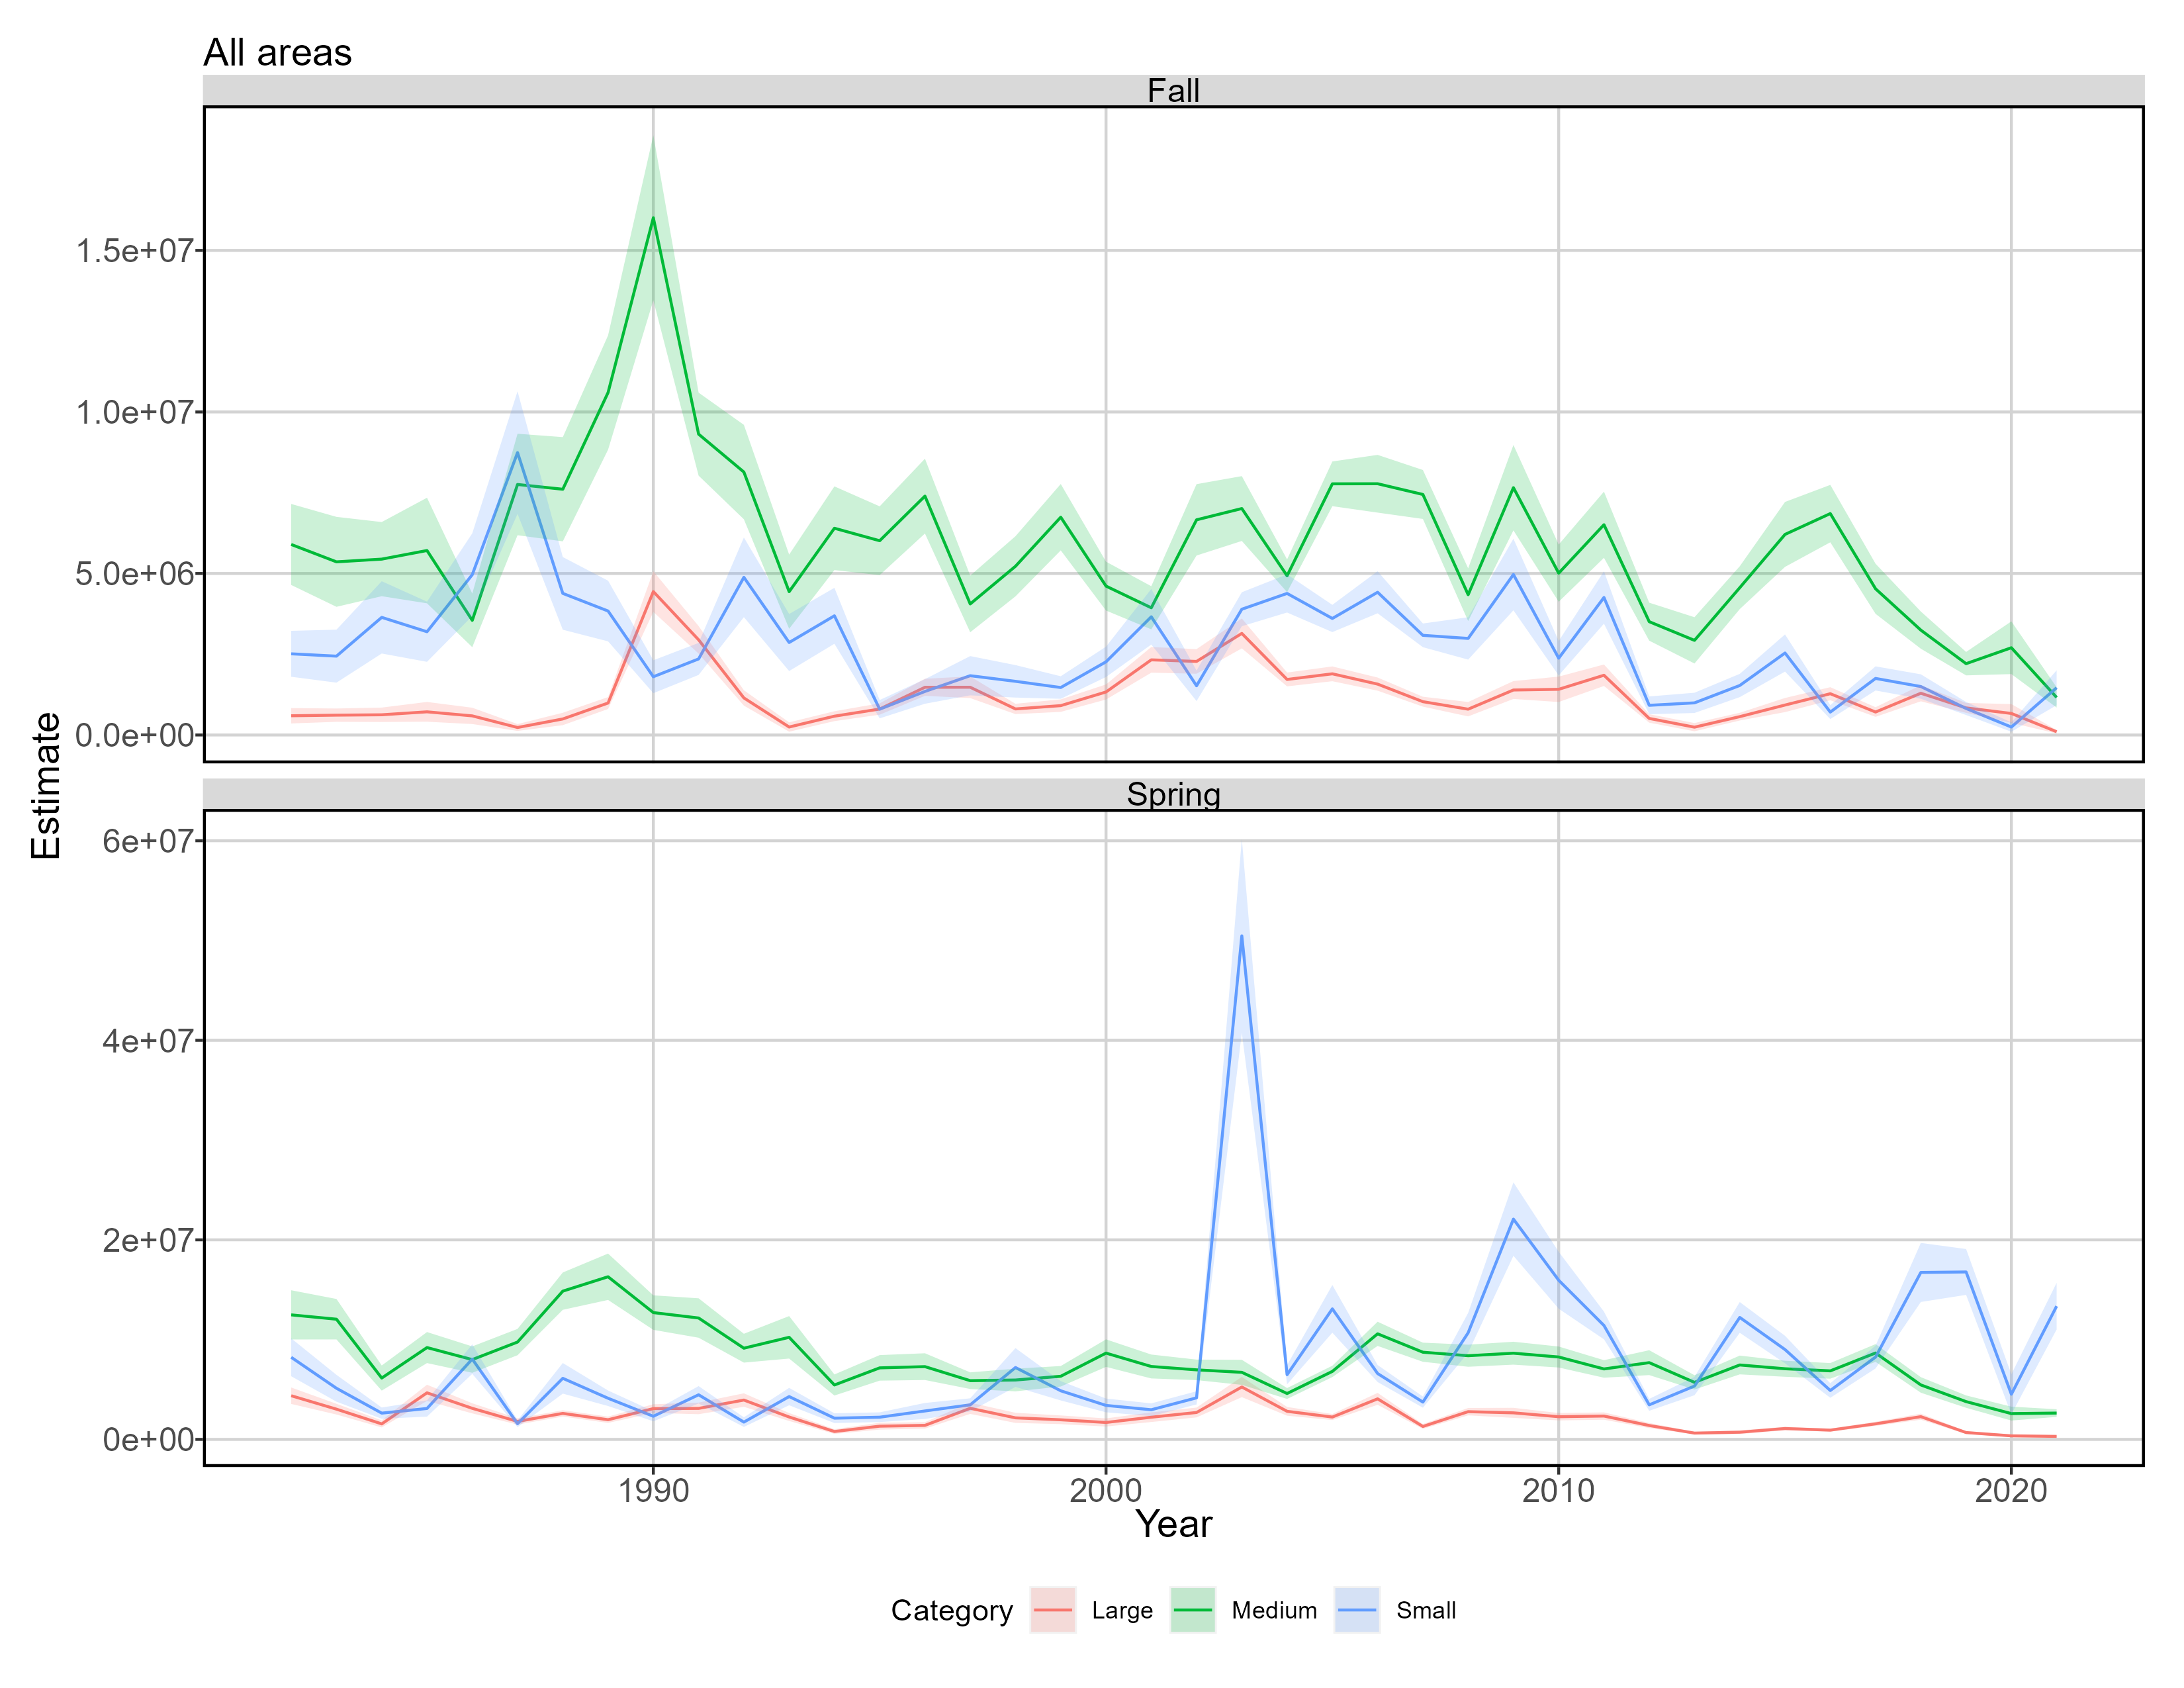 All areas
Fall
1.5e+07
1.0e+07
5.0e+06
0.0e+00
Spring
6e+07
4e+07
2e+07
0e+00
Estimate
1990 2000 2010 2020
Year
Category Large Medium Small